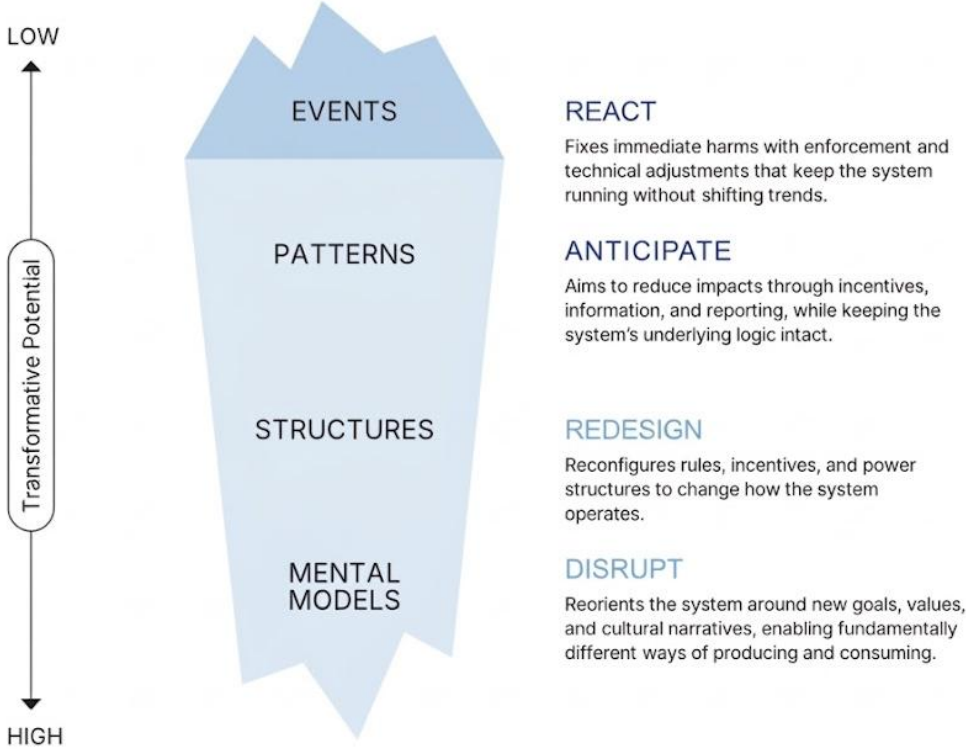 LOW
Transformative Potential
HIGH
EVENTS
REACT
Fixes immediate harms with enforcement and
technical adjustments that keep the system
running without shifting trends.
PATTERNS
ANTICIPATE
Aims to reduce impacts through incentives,
information, and reporting, while keeping the
system’s underlying logic intact.
STRUCTURES
REDESIGN
Reconfigures rules, incentives, and power
structures to change how the system
operates.
MENTAL
MODELS
DISRUPT
Reorients the system around new goals, values,
and cultural narratives, enabling fundamentally
different ways of producing and consuming.